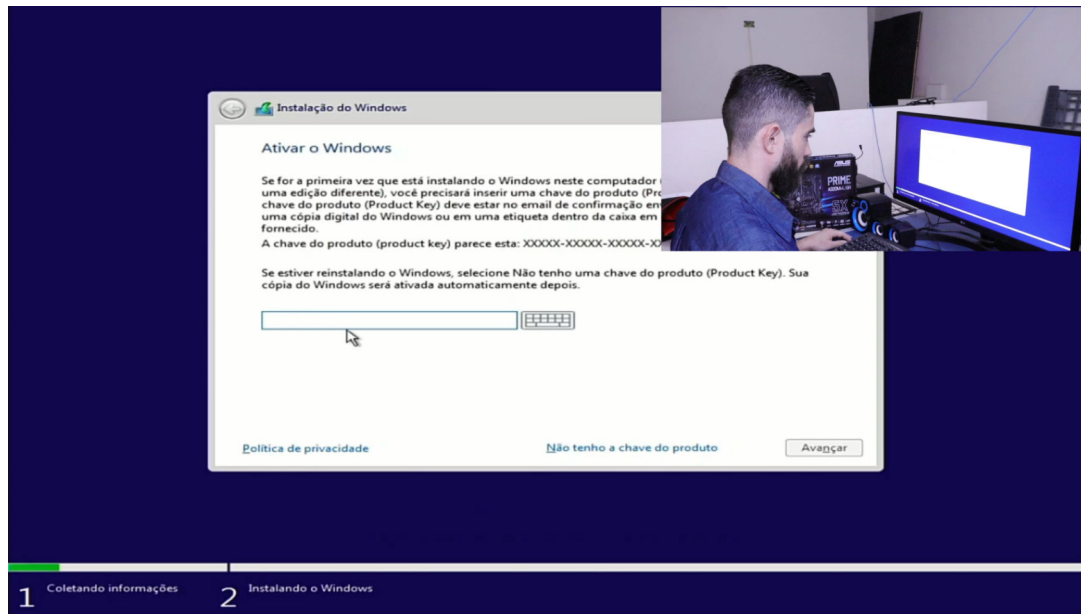 Instalação do Windows
Ativar o Windows
Se for a primeira vez que está instalando o Windows neste computador
uma edição diferente), você precisará inserir uma chave do produto
chave do produto (Product Key) deve estar no email de confirmação
uma cópia digital do Windows ou em uma etiqueta dentro da caixa em
fornecido.
A chave do produto (product key) parece esta: XXXXX-XXXXX-XXXXX-
Se estiver reinstalando o Windows, selecione Não tenho uma chave do produto (Product Key). Sua
cópia do Windows será ativada automaticamente depois.
Política de privacidade
Não tenho a chave do produto
Avançar
1 Coletando informações
2 Instalando o Windows
ASUS
PRIME